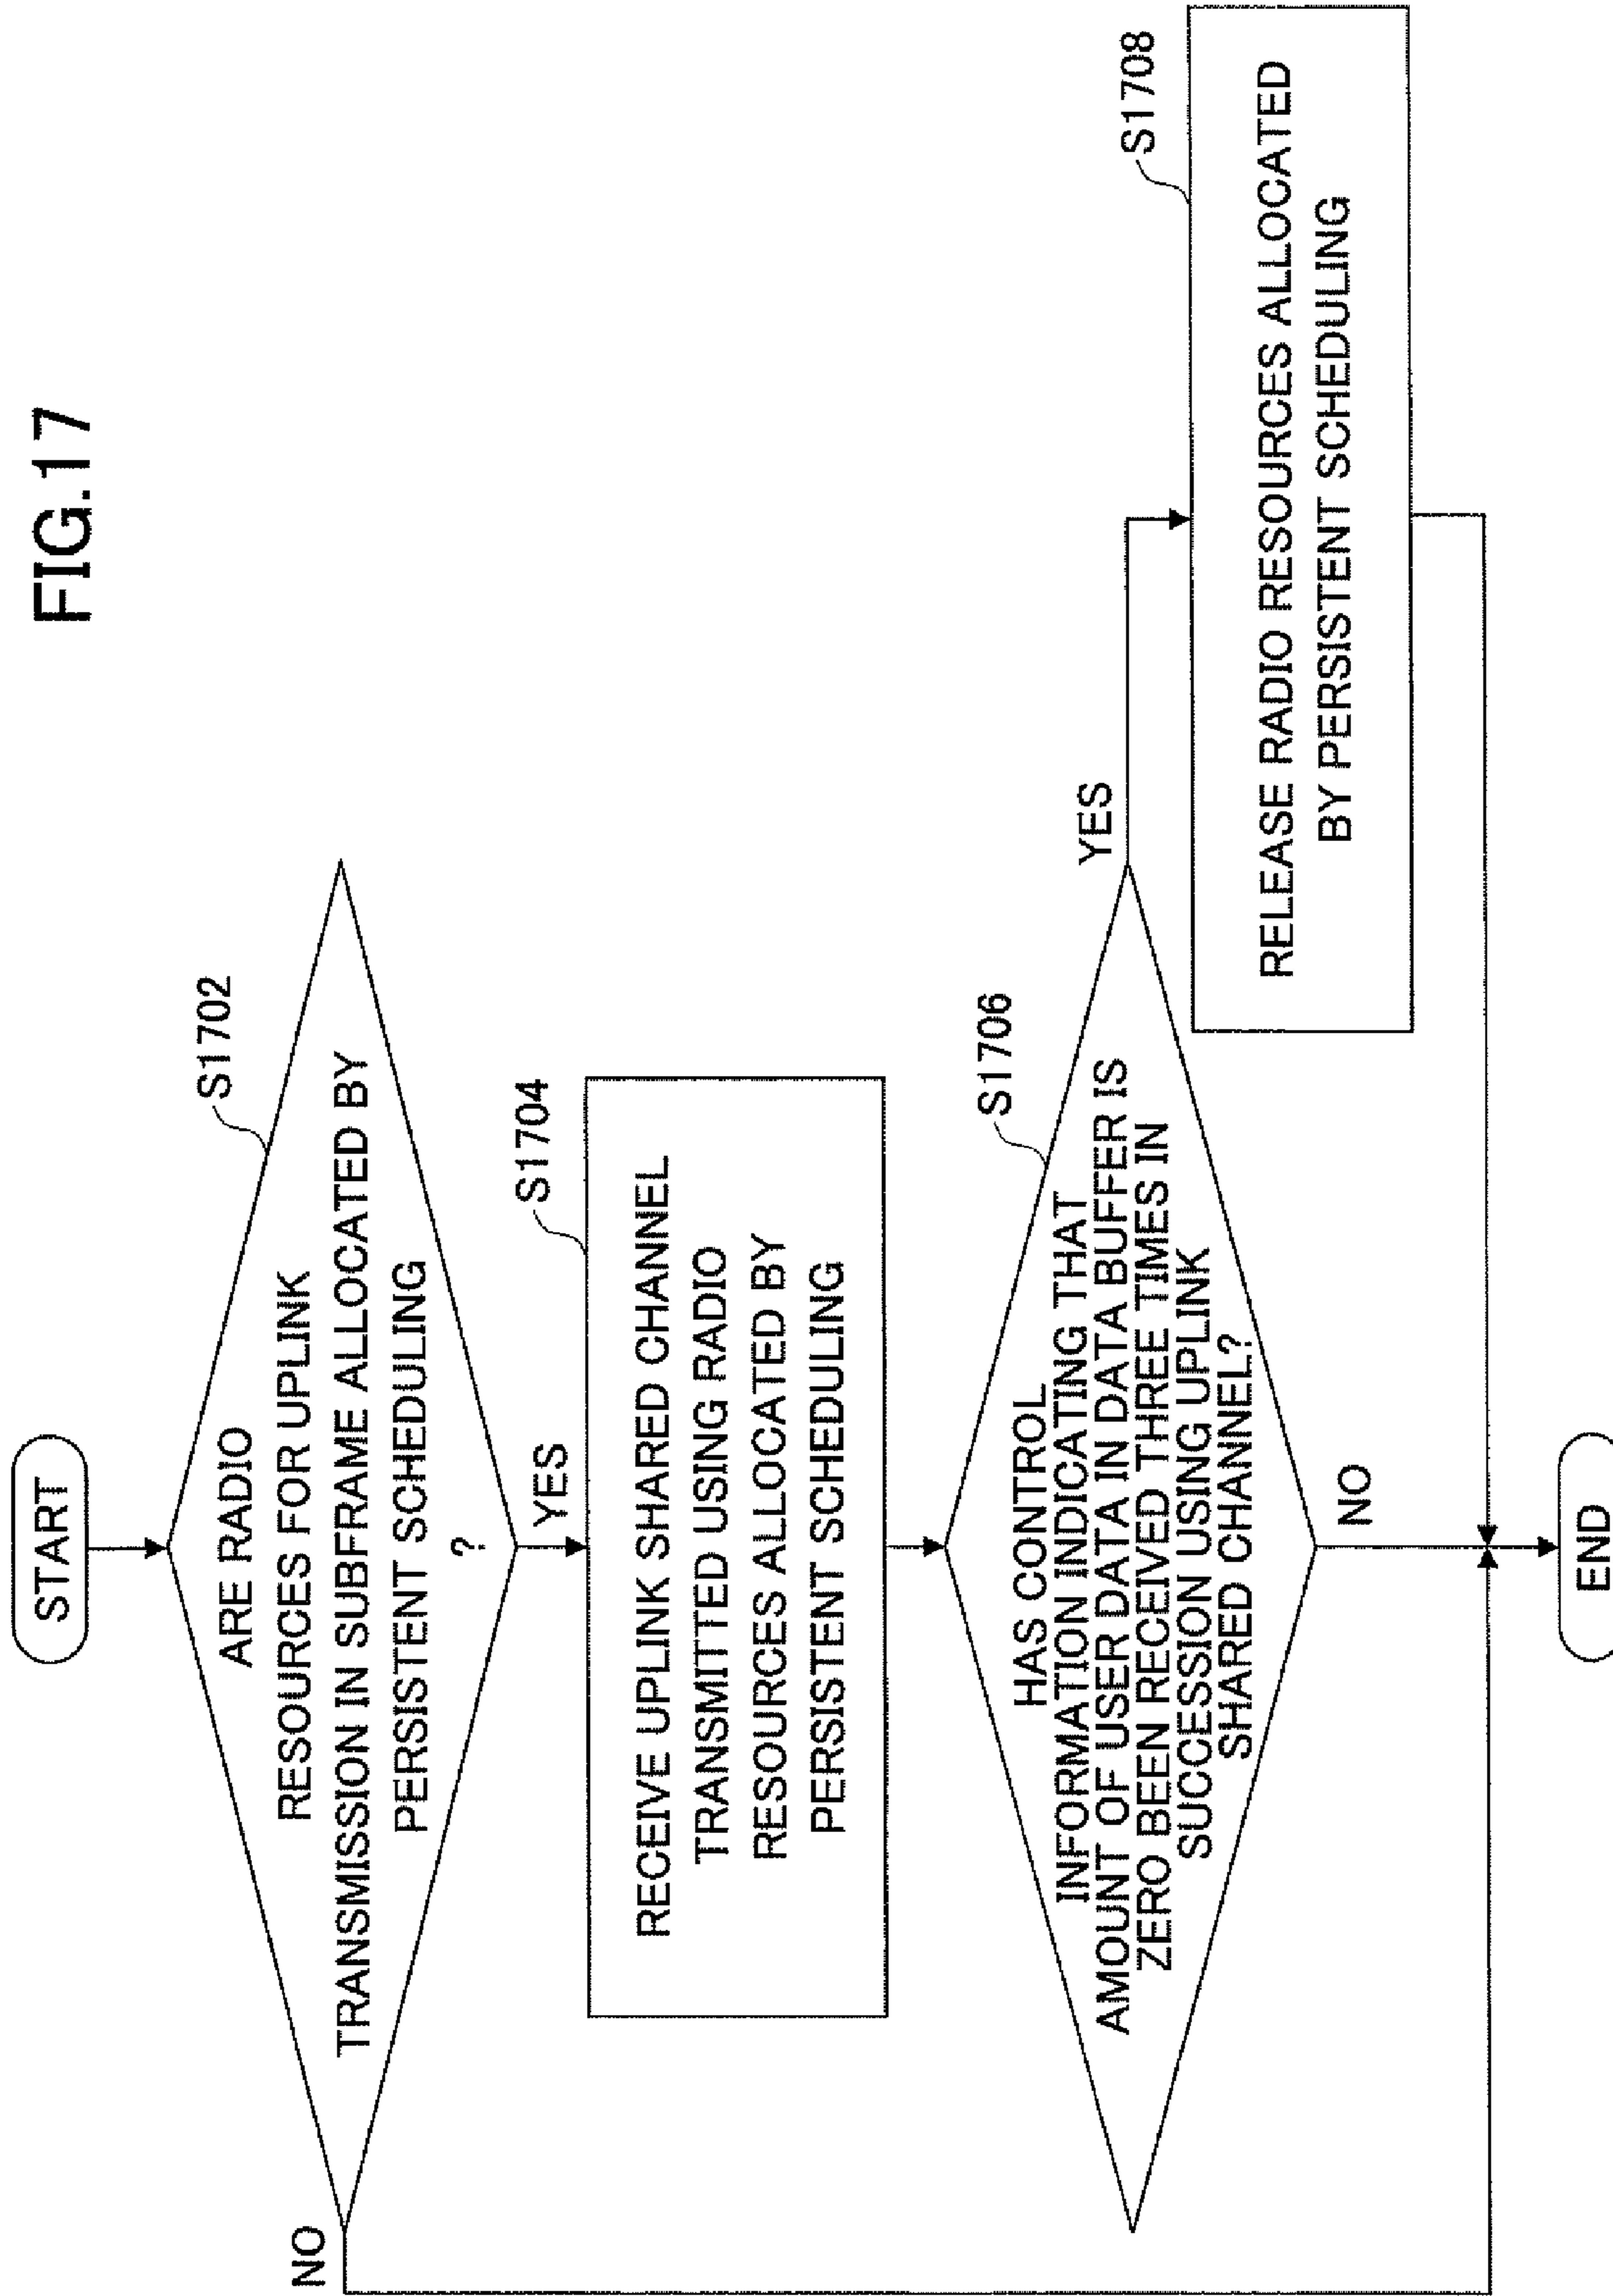 FIG.17
START
S1702
ARE RADIO
RESOURCES FOR UPLINK
TRANSMISSION IN SUBFRAME ALLOCATED BY
PERSISTENT SCHEDULING
?
NO
YES
S1704
RECEIVE UPLINK SHARED CHANNEL
TRANSMITTED USING RADIO
RESOURCES ALLOCATED BY
PERSISTENT SCHEDULING
S1706
HAS CONTROL
INFORMATION INDICATING THAT
AMOUNT OF USER DATA IN DATA BUFFER IS
ZERO BEEN RECEIVED THREE TIMES IN
SUCCESSION USING UPLINK
SHARED CHANNEL?
YES
S1708
RELEASE RADIO RESOURCES ALLOCATED
BY PERSISTENT SCHEDULING
NO
END